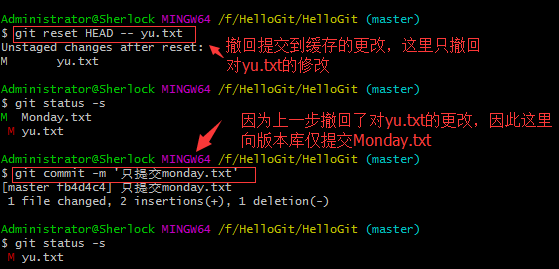 Administrator@Sherlock MINGW64 /f/HelloGit/HelloGit (master)
$ git reset HEAD -- yu.txt
Unstaged changes after reset:
M       yu.txt
撤回提交到缓存的更改，这里只撤回
对yu.txt的修改
Administrator@Sherlock MINGW64 /f/HelloGit/HelloGit (master)
$ git status -s
M  Monday.txt
 M yu.txt
因为上一步撤回了对yu.txt的更改，因此这里
向版本库仅提交Monday.txt
Administrator@Sherlock MINGW64 /f/HelloGit/HelloGit (master)
$ git commit -m '只提交monday.txt'
[master fb4d4c4] 只提交monday.txt
 1 file changed, 2 insertions(+), 1 deletion(-)
Administrator@Sherlock MINGW64 /f/HelloGit/HelloGit (master)
$ git status -s
 M yu.txt